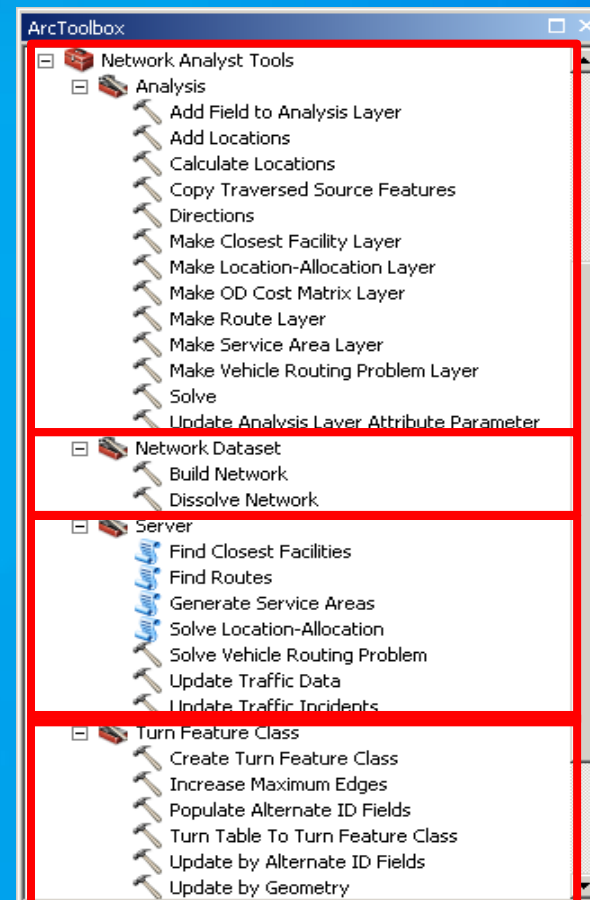 ArcToolbox
Network Analyst Tools
Analysis
Add Field to Analysis Layer
Add Locations
Calculate Locations
Copy Traversed Source Features
Directions
Make Closest Facility Layer
Make Location-Allocation Layer
Make OD Cost Matrix Layer
Make Route Layer
Make Service Area Layer
Make Vehicle Routing Problem Layer
Solve
Update Analysis Layer Attribute Parameter
Network Dataset
Build Network
Dissolve Network
Server
Find Closest Facilities
Find Routes
Generate Service Areas
Solve Location-Allocation
Solve Vehicle Routing Problem
Update Traffic Data
Update Traffic Incidents
Turn Feature Class
Create Turn Feature Class
Increase Maximum Edges
Populate Alternate ID Fields
Turn Table To Turn Feature Class
Update by Alternate ID Fields
Update by Geometry